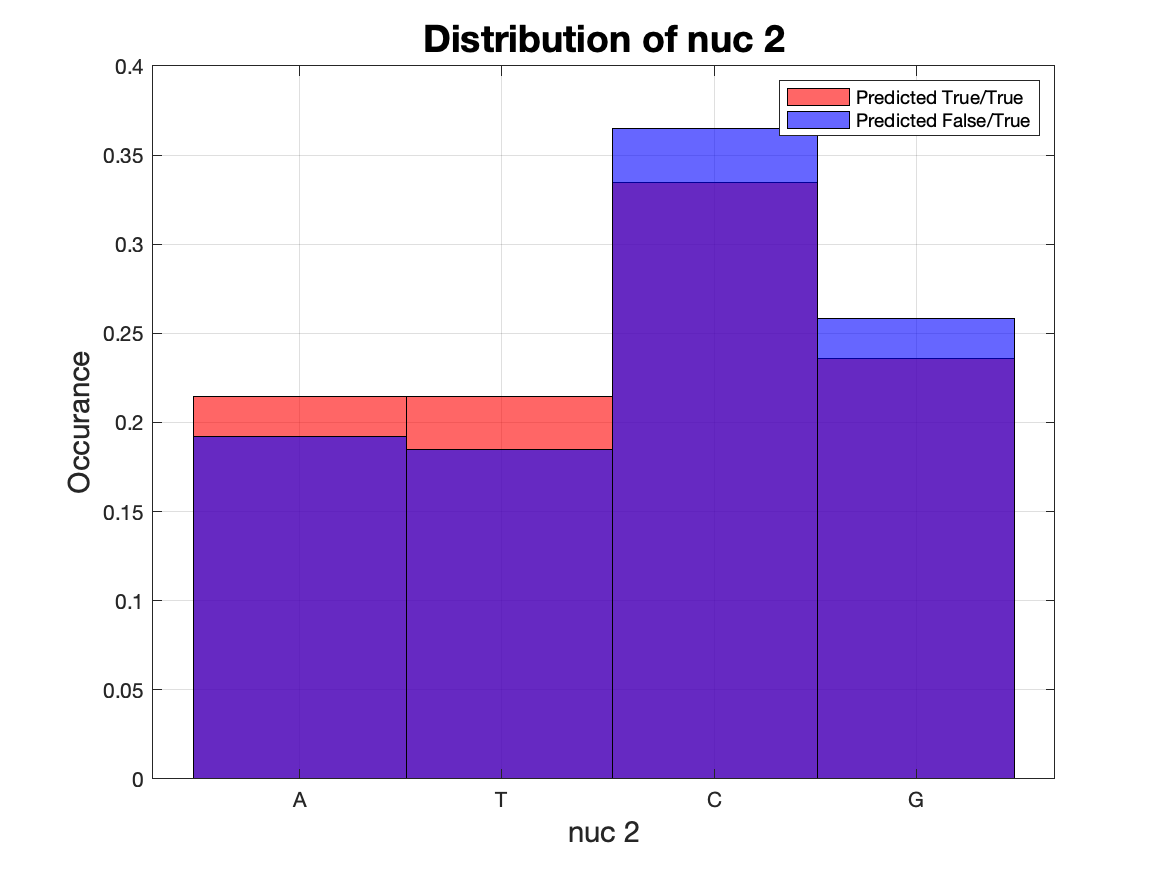 Distribution of nuc 2
0.4
0.35
0.3
0.25
0.2
0.15
0.1
0.05
0
Occurance
Predicted True/True
Predicted False/True
A T C G
nuc 2